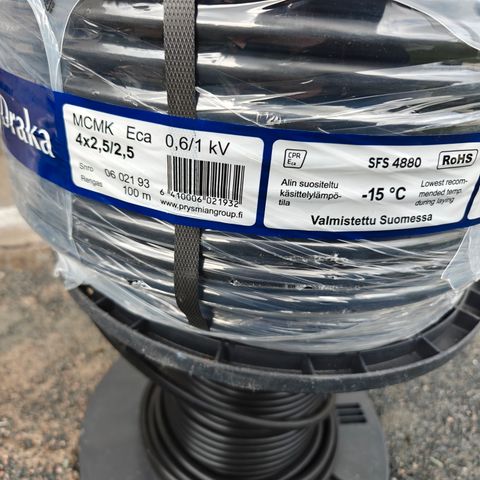 Draka
MCMK Eca 0,6/1 kV
4x2,5/2,5
Snro 06 021 93
Rengas 100 m
6 410006 021932
www.prysmiangroup.fi
CPR
Eca
SFS 4880 RoHS
Alin suositeltu
käsittelylämpö-
tila
-15 °C
Lowest recom-
mended temp.
during laying
Valmistettu Suomessa